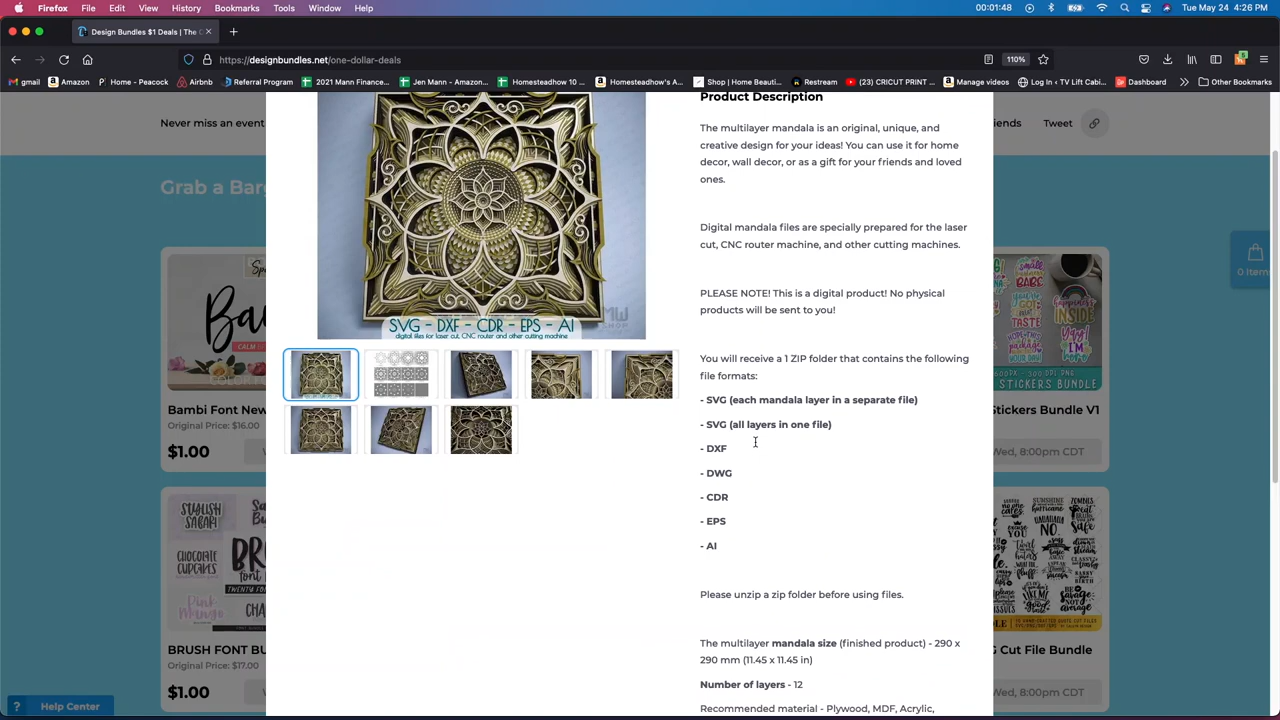 Firefox File Edit View History Bookmarks Tools Window Help 00:01:48 Tue May 24 4:26 PM
Design Bundles $1 Deals | The C
https://designbundles.net/one-dollar-deals 110%
gmail Amazon Home - Peacock Airbnb Referral Program 2021 Mann Finance... Jen Mann - Amazon... Homesteadhow 10 ... Homesteadhow's A... Shop | Home Beauti... Restream (23) CRICUT PRINT ... Manage videos Log In ‹ TV Lift Cabi... Dashboard Other Bookmarks
Never miss an event
iends Tweet
Grab a Barg
0 Item
Product Description
The multilayer mandala is an original, unique, and
creative design for your ideas! You can use it for home
decor, wall decor, or as a gift for your friends and loved
ones.
Digital mandala files are specially prepared for the laser
cut, CNC router machine, and other cutting machines.
PLEASE NOTE! This is a digital product! No physical
products will be sent to you!
You will receive a 1 ZIP folder that contains the following
file formats:
- SVG (each mandala layer in a separate file)
- SVG (all layers in one file)
- DXF
- DWG
- CDR
- EPS
- AI
Please unzip a zip folder before using files.
The multilayer mandala size (finished product) - 290 x
290 mm (11.45 x 11.45 in)
Number of layers - 12
Recommended material - Plywood, MDF, Acrylic,
SVG - DXF - CDR - EPS - AI
digital files for laser cut, CNC router and other cutting machine
Bambi Font New
Original Price: $17.00
$1.00
Stickers Bundle V1
Wed, 8:00pm CDT
STYLISH
SAFARI
CHOCOLATE
CUPCAKES
Pink
Mango
BRUSH FONT BU
Original Price: $17.00
$1.00
G Cut File Bundle
Wed, 8:00pm CDT
? Help Center